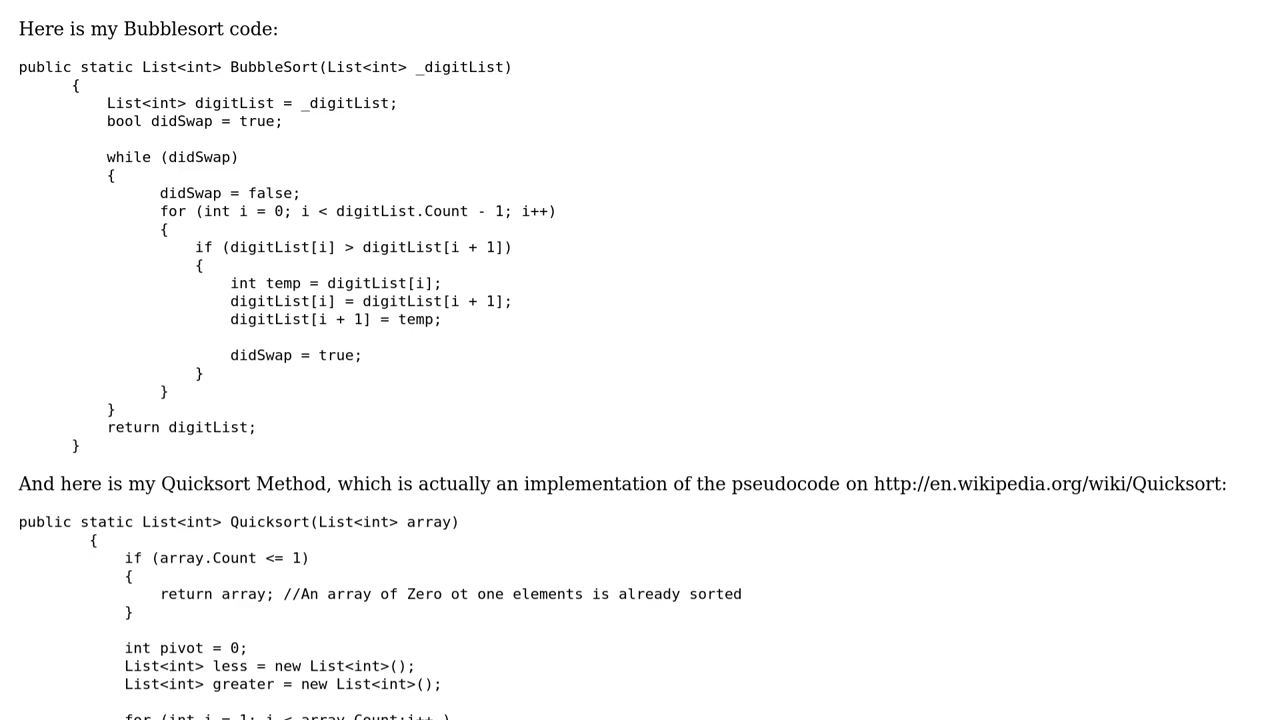 Here is my Bubblesort code:
public static List<int> BubbleSort(List<int> _digitList)
{
List<int> digitList = _digitList;
bool didSwap = true;
while (didSwap)
{
didSwap = false;
for (int i = 0; i < digitList.Count - 1; i++)
{
if (digitList[i] > digitList[i + 1])
{
int temp = digitList[i];
digitList[i] = digitList[i + 1];
digitList[i + 1] = temp;
didSwap = true;
}
}
}
return digitList;
}
And here is my Quicksort Method, which is actually an implementation of the pseudocode on http://en.wikipedia.org/wiki/Quicksort:
public static List<int> Quicksort(List<int> array)
{
if (array.Count <= 1)
{
return array; //An array of Zero ot one elements is already sorted
}
int pivot = 0;
List<int> less = new List<int>();
List<int> greater = new List<int>();
for (int i = 1; i < array.Count;i++ )